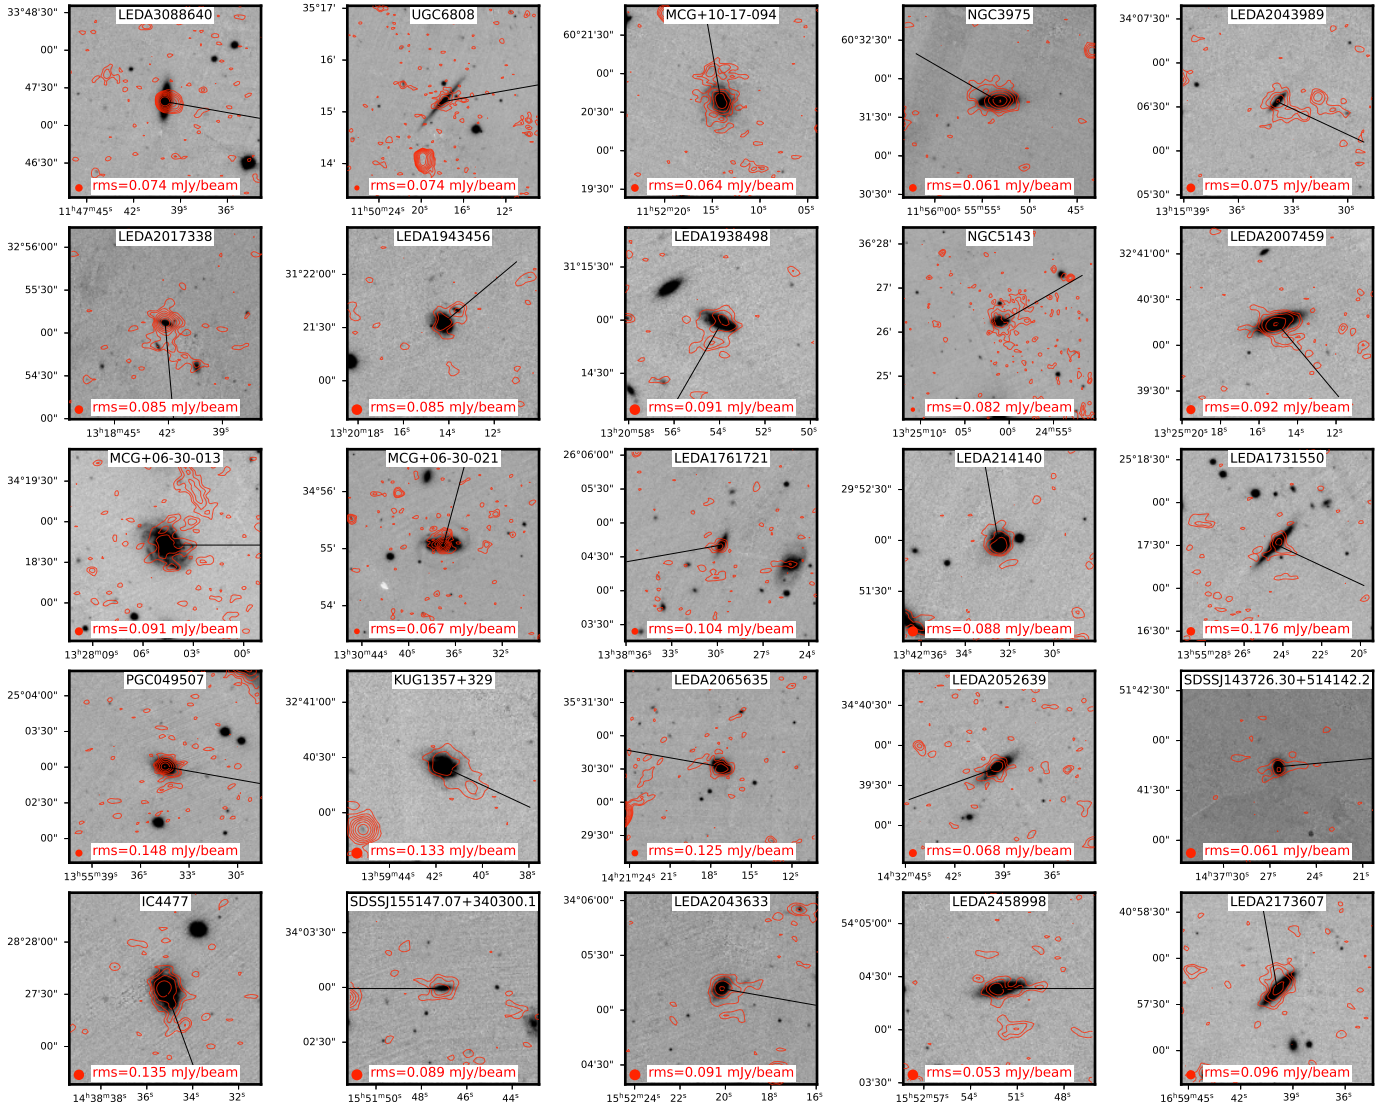 LEDA3088640
33°48'30"
00"
47'30"
00"
46'30"
rms=0.074 mJy/beam
11ʰ47ᵐ45ˢ 42ˢ 39ˢ 36ˢ
UGC6808
35°17'
16'
15'
14'
rms=0.074 mJy/beam
11ʰ50ᵐ24ˢ 20ˢ 16ˢ 12ˢ
MCG+10-17-094
60°21'30"
00"
20'30"
00"
19'30"
rms=0.064 mJy/beam
11ʰ52ᵐ20ˢ 15ˢ 10ˢ 05ˢ
NGC3975
60°32'30"
00"
31'30"
00"
30'30"
rms=0.061 mJy/beam
11ʰ56ᵐ00ˢ 55ˢ 50ˢ 45ˢ
LEDA2043989
34°07'30"
00"
06'30"
00"
05'30"
rms=0.075 mJy/beam
13ʰ15ᵐ39ˢ 36ˢ 33ˢ 30ˢ
LEDA2017338
32°56'00"
55'30"
00"
54'30"
00"
rms=0.085 mJy/beam
13ʰ18ᵐ45ˢ 42ˢ 39ˢ
LEDA1943456
31°22'00"
21'30"
00"
rms=0.085 mJy/beam
13ʰ20ᵐ18ˢ 16ˢ 14ˢ 12ˢ
LEDA1938498
31°15'30"
00"
14'30"
rms=0.091 mJy/beam
13ʰ20ᵐ58ˢ 56ˢ 54ˢ 52ˢ 50ˢ
NGC5143
36°28'
27'
26'
25'
rms=0.082 mJy/beam
13ʰ25ᵐ10ˢ 05ˢ 00ˢ 24ᵐ55ˢ
LEDA2007459
32°41'00"
40'30"
00"
39'30"
rms=0.092 mJy/beam
13ʰ25ᵐ20ˢ 18ˢ 15ˢ 12ˢ
MCG+06-30-013
34°19'30"
00"
18'30"
00"
rms=0.091 mJy/beam
13ʰ28ᵐ09ˢ 06ˢ 03ˢ 00ˢ
MCG+06-30-021
34°56'
55'
54'
rms=0.067 mJy/beam
13ʰ30ᵐ44ˢ 40ˢ 36ˢ 32ˢ
LEDA1761721
26°06'00"
05'30"
00"
04'30"
00"
03'30"
rms=0.104 mJy/beam
13ʰ38ᵐ36ˢ 30ˢ 27ˢ 24ˢ
LEDA214140
29°52'30"
00"
51'30"
rms=0.088 mJy/beam
13ʰ42ᵐ36ˢ 34ˢ 32ˢ 30ˢ
LEDA1731550
25°18'30"
00"
17'30"
00"
16'30"
rms=0.176 mJy/beam
13ʰ55ᵐ28ˢ 26ˢ 24ˢ 22ˢ 20ˢ
PGC049507
25°04'00"
03'30"
00"
02'30"
00"
rms=0.148 mJy/beam
13ʰ55ᵐ39ˢ 36ˢ 33ˢ 30ˢ
KUG1357+329
32°41'00"
40'30"
00"
rms=0.133 mJy/beam
13ʰ59ᵐ44ˢ 42ˢ 40ˢ 38ˢ
LEDA2065635
35°31'30"
00"
30'30"
00"
29'30"
rms=0.125 mJy/beam
14ʰ21ᵐ24ˢ 21ˢ 18ˢ 15ˢ 12ˢ
LEDA2052639
34°40'30"
00"
39'30"
00"
rms=0.068 mJy/beam
14ʰ32ᵐ45ˢ 42ˢ 39ˢ 36ˢ
SDSSJ143726.30+514142.2
51°42'30"
00"
41'30"
00"
rms=0.061 mJy/beam
14ʰ37ᵐ30ˢ 27ˢ 24ˢ 21ˢ
IC4477
28°28'00"
27'30"
00"
rms=0.135 mJy/beam
14ʰ38ᵐ38ˢ 36ˢ 34ˢ 32ˢ
SDSSJ155147.07+340300.1
34°03'30"
00"
02'30"
rms=0.089 mJy/beam
15ʰ51ᵐ50ˢ 48ˢ 46ˢ 44ˢ
LEDA2043633
34°06'00"
05'30"
00"
04'30"
rms=0.091 mJy/beam
15ʰ52ᵐ24ˢ 22ˢ 20ˢ 18ˢ 16ˢ
LEDA2458998
54°05'00"
04'30"
00"
03'30"
rms=0.053 mJy/beam
15ʰ52ᵐ57ˢ 54ˢ 51ˢ 48ˢ
LEDA2173607
40°58'30"
00"
57'30"
00"
rms=0.096 mJy/beam
16ʰ59ᵐ45ˢ 42ˢ 39ˢ 36ˢ